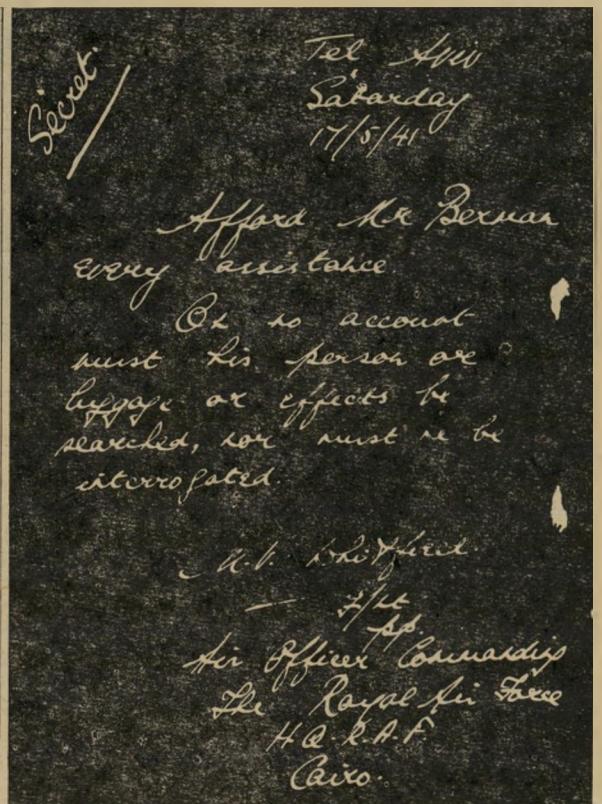 Secret.
Tel Aviv
Saturday
17/5/41
Afford Mr Berman
every assistance.
On no account
must his person or
luggage or effects be
searched, nor must he be
interrogated.
F/Lt
pp.
Air Officer Commanding
The Royal Air Force
H Q R.A.F
Cairo.